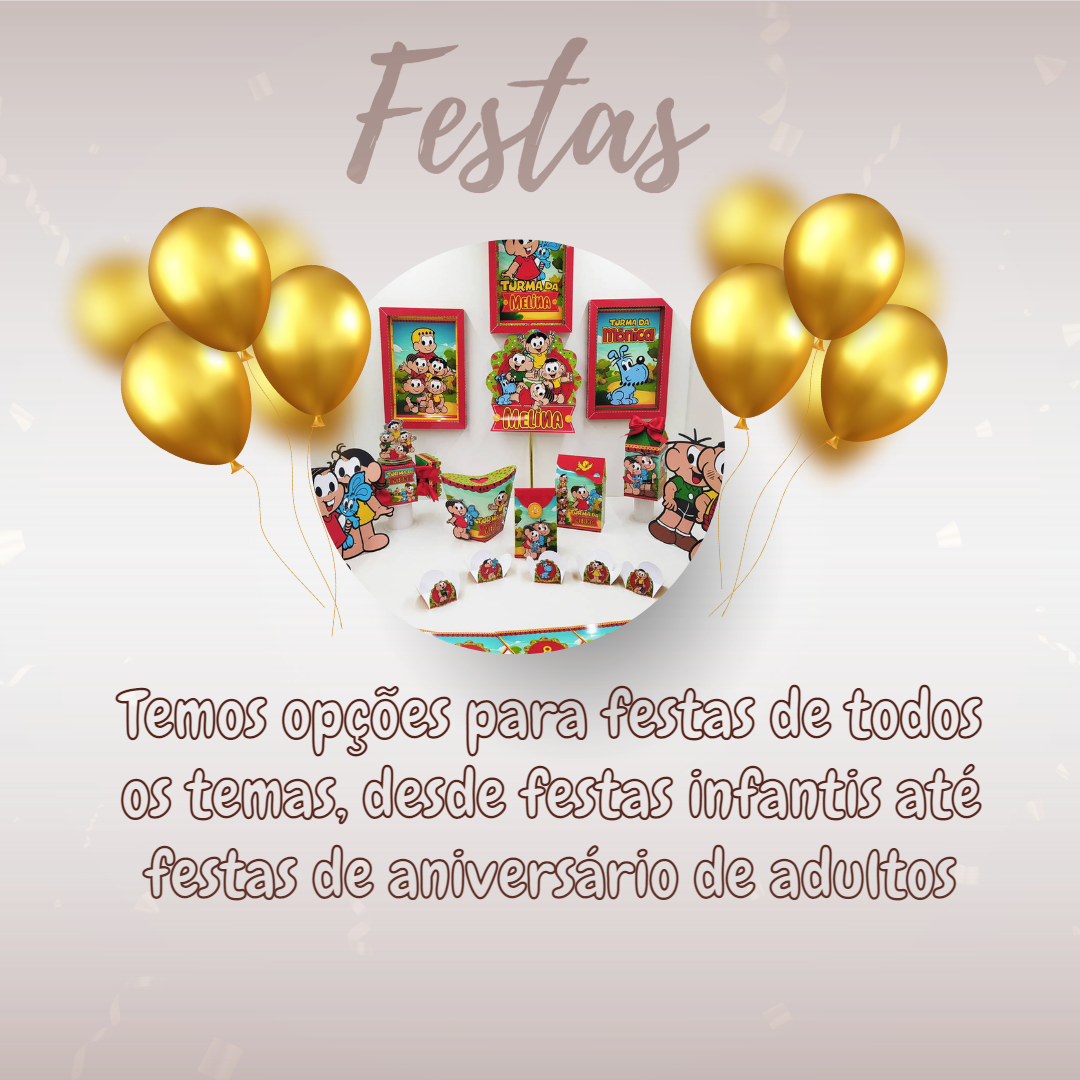 Festas
TURMA DA
MELINA
TURMA DA
MÔNICA
MELINA
Temos opções para festas de todos
os temas, desde festas infantis até
festas de aniversário de adultos